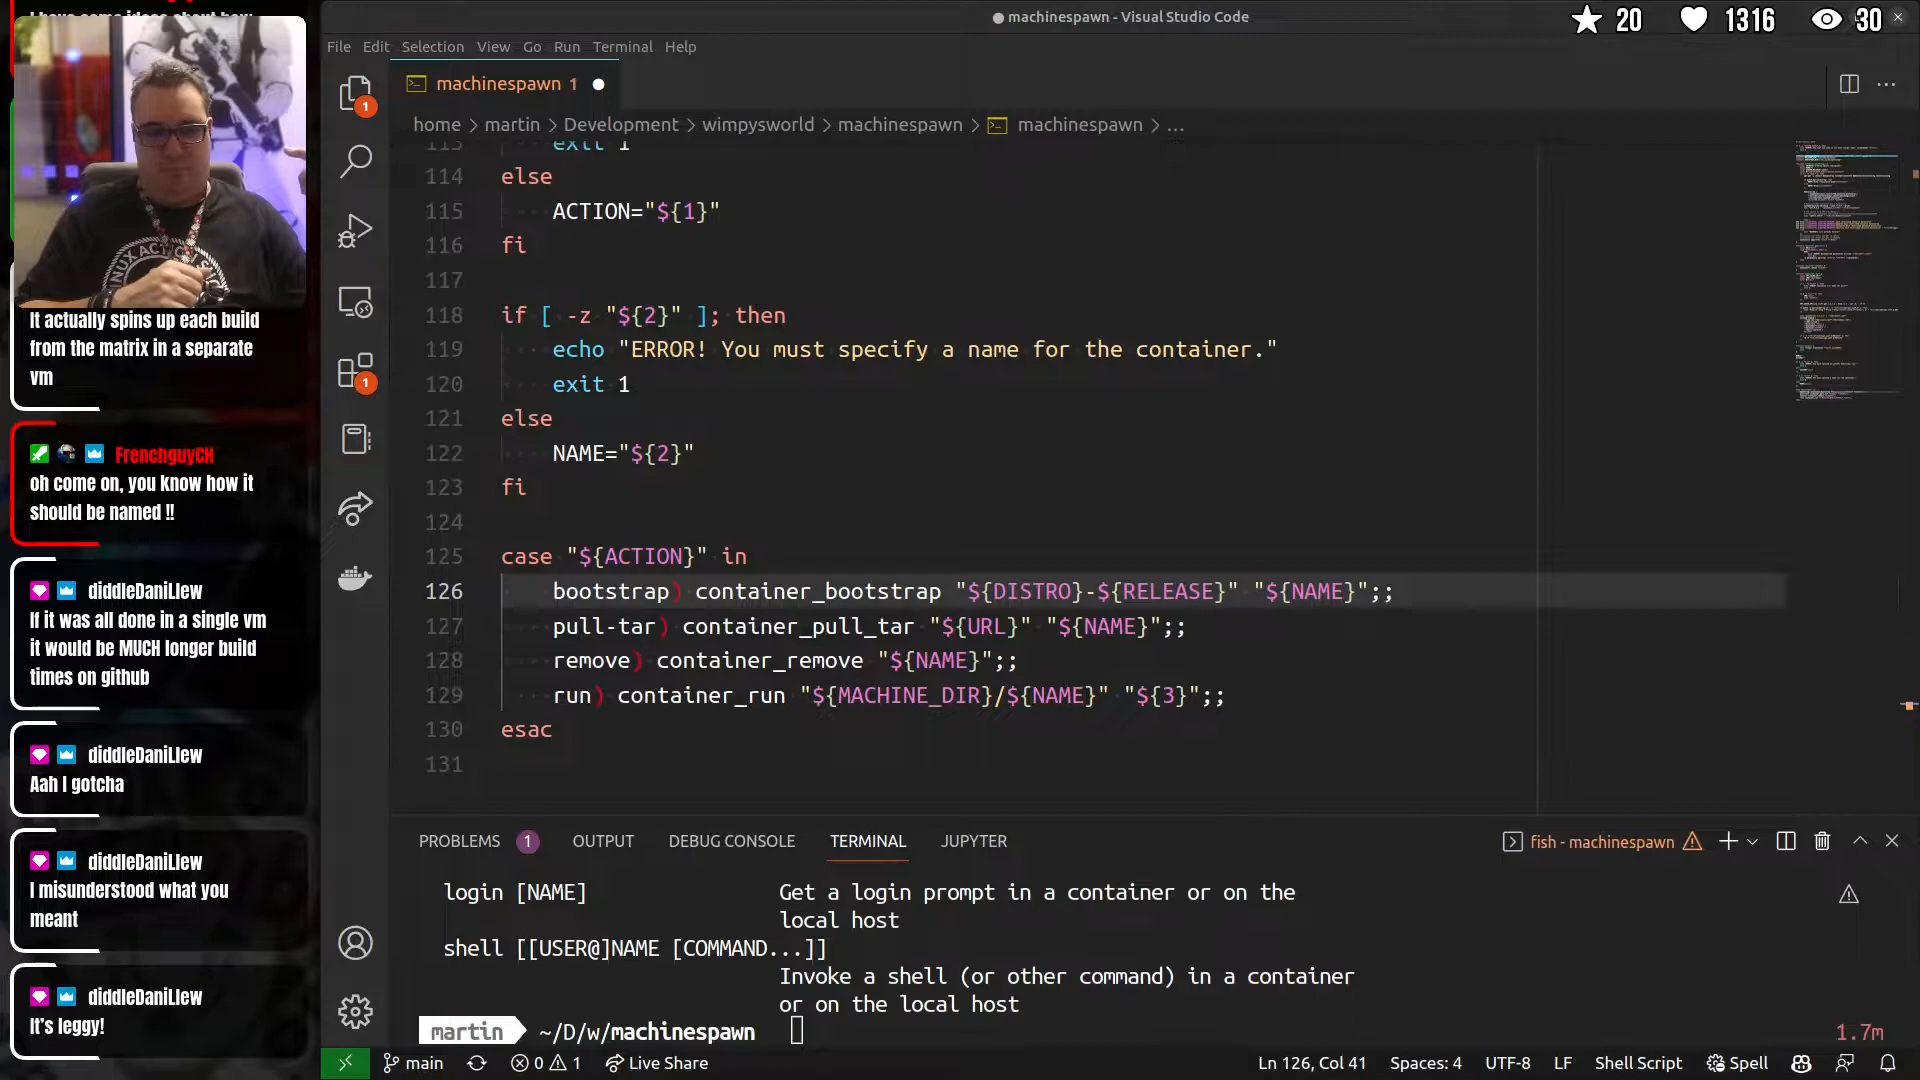 It actually spins up each build
from the matrix in a separate
vm
FrenchguyCH
oh come on, you know how it
should be named !!
diddleDaniLlew
If it was all done in a single vm
it would be MUCH longer build
times on github
diddleDaniLlew
Aah I gotcha
diddleDaniLlew
I misunderstood what you
meant
diddleDaniLlew
It's leggy!
machinespawn - Visual Studio Code
20 1316 30
File Edit Selection View Go Run Terminal Help
machinespawn 1
home > martin > Development > wimpysworld > machinespawn > machinespawn > ...
113 exit 1
114 else
115 ACTION="${1}"
116 fi
117
118 if [ -z "${2}" ]; then
119 echo "ERROR! You must specify a name for the container."
120 exit 1
121 else
122 NAME="${2}"
123 fi
124
125 case "${ACTION}" in
126 bootstrap) container_bootstrap "${DISTRO}-${RELEASE}" "${NAME}";;
127 pull-tar) container_pull_tar "${URL}" "${NAME}";;
128 remove) container_remove "${NAME}";;
129 run) container_run "${MACHINE_DIR}/${NAME}" "${3}";;
130 esac
131
1
1
PROBLEMS 1 OUTPUT DEBUG CONSOLE TERMINAL JUPYTER
fish - machinespawn
login [NAME] Get a login prompt in a container or on the
local host
shell [[USER@]NAME [COMMAND...]]
Invoke a shell (or other command) in a container
or on the local host
martin ~/D/w/machinespawn
1.7m
main 0 1 Live Share
Ln 126, Col 41 Spaces: 4 UTF-8 LF Shell Script Spell